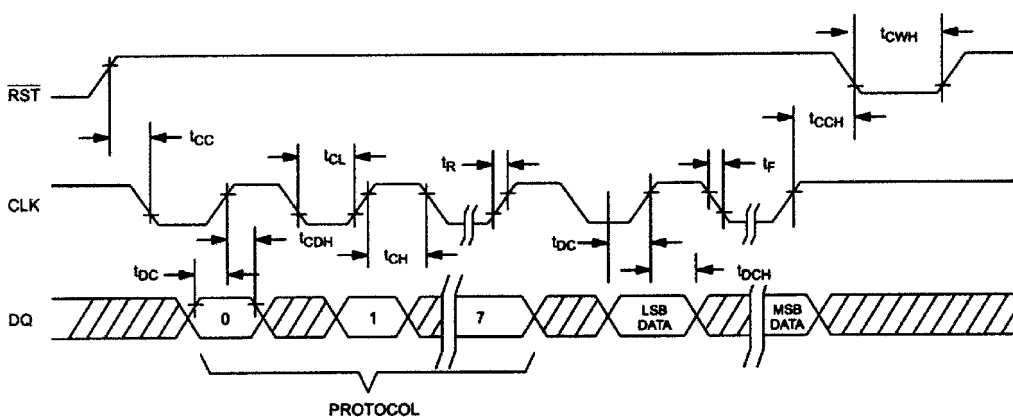 tCWH
RST
tCCH
tCC
tCL
tR
tF
CLK
tCDH
tCH
tDC
tDC
tDCH
DQ
0
1
7
LSB
DATA
MSB
DATA
PROTOCOL